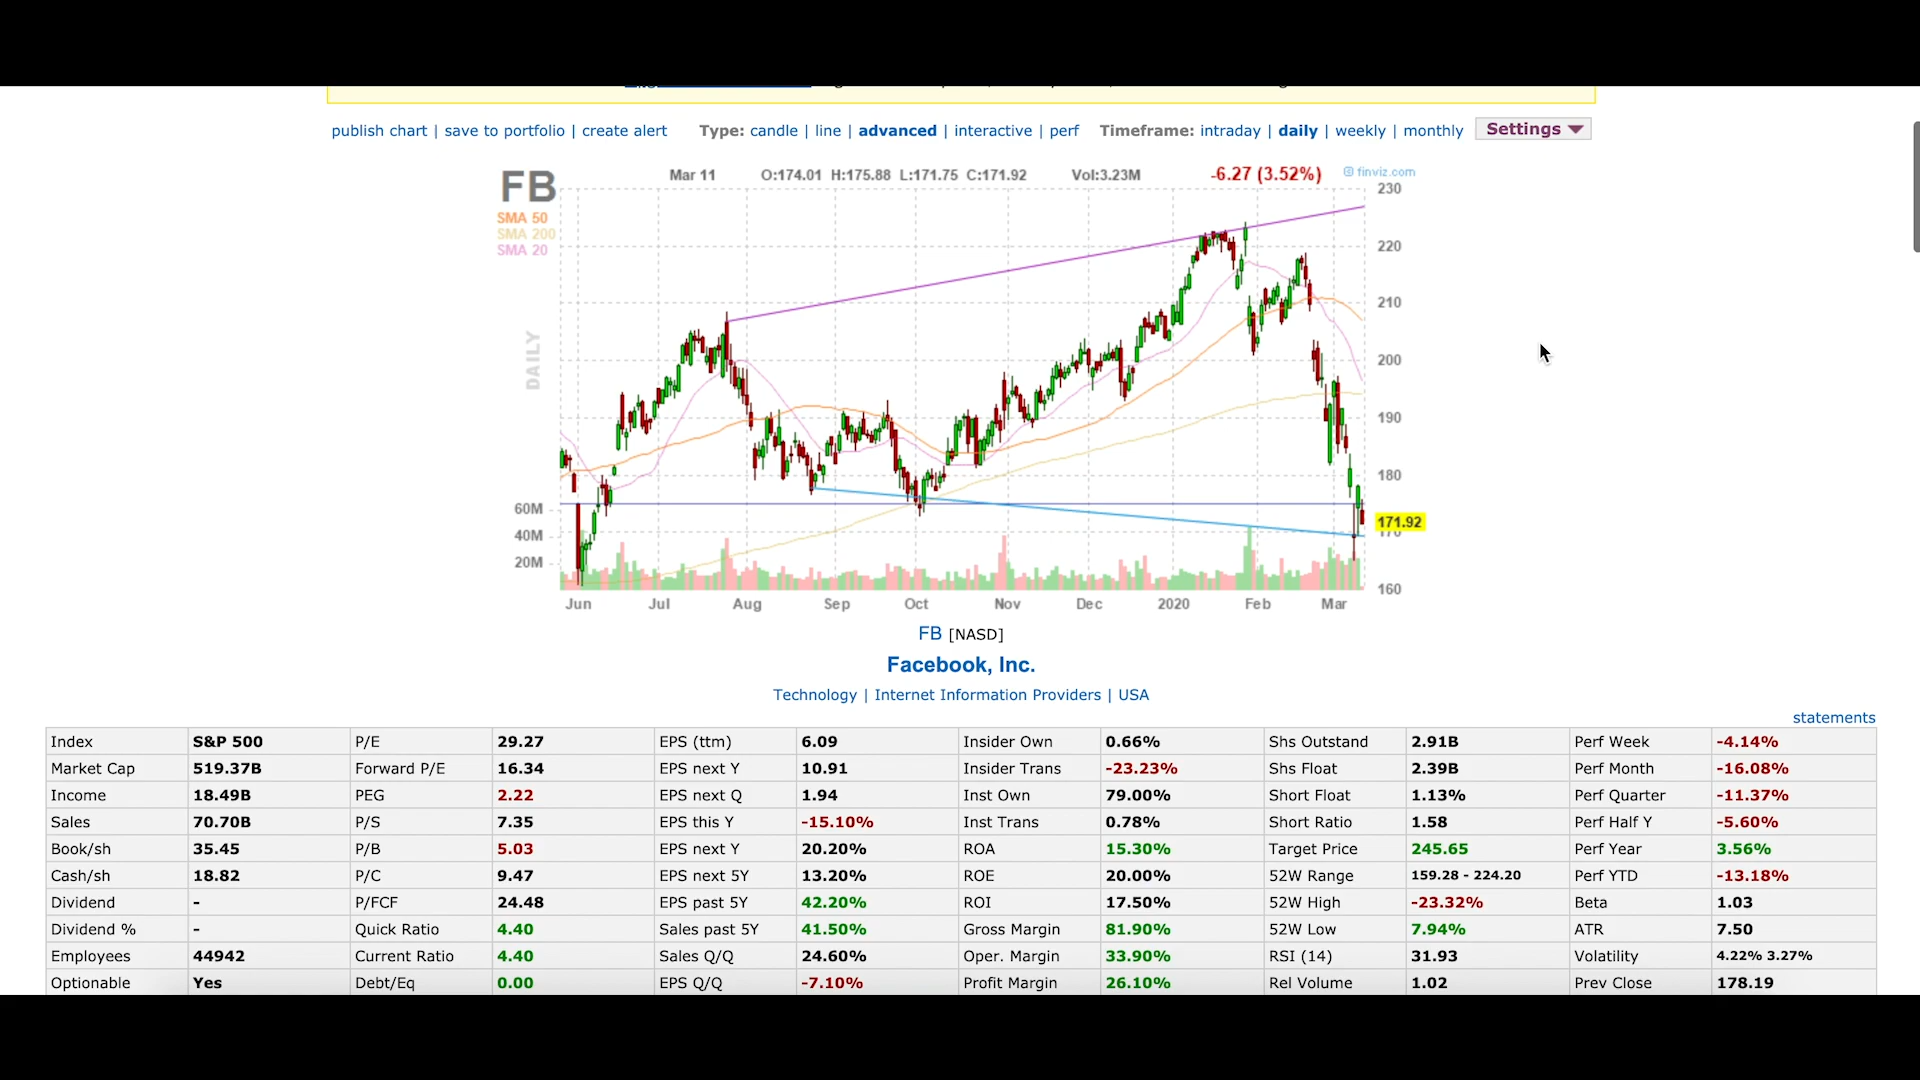 publish chart | save to portfolio | create alert Type: candle | line | advanced | interactive | perf Timeframe: intraday | daily | weekly | monthly Settings
FB Mar 11 O:174.01 H:175.88 L:171.75 C:171.92 Vol:3.23M -6.27 (3.52%) © finviz.com
230
SMA 50
SMA 200
SMA 20
220
210
DAILY
200
190
180
60M
171.92
40M
170
20M
160
Jun Jul Aug Sep Oct Nov Dec 2020 Feb Mar
FB [NASD]
Facebook, Inc.
Technology | Internet Information Providers | USA
statements
Index S&P 500 P/E 29.27 EPS (ttm) 6.09 Insider Own 0.66% Shs Outstand 2.91B Perf Week -4.14%
Market Cap 519.37B Forward P/E 16.34 EPS next Y 10.91 Insider Trans -23.23% Shs Float 2.39B Perf Month -16.08%
Income 18.49B PEG 2.22 EPS next Q 1.94 Inst Own 79.00% Short Float 1.13% Perf Quarter -11.37%
Sales 70.70B P/S 7.35 EPS this Y -15.10% Inst Trans 0.78% Short Ratio 1.58 Perf Half Y -5.60%
Book/sh 35.45 P/B 5.03 EPS next Y 20.20% ROA 15.30% Target Price 245.65 Perf Year 3.56%
Cash/sh 18.82 P/C 9.47 EPS next 5Y 13.20% ROE 20.00% 52W Range 159.28 - 224.20 Perf YTD -13.18%
Dividend - P/FCF 24.48 EPS past 5Y 42.20% ROI 17.50% 52W High -23.32% Beta 1.03
Dividend % - Quick Ratio 4.40 Sales past 5Y 41.50% Gross Margin 81.90% 52W Low 7.94% ATR 7.50
Employees 44942 Current Ratio 4.40 Sales Q/Q 24.60% Oper. Margin 33.90% RSI (14) 31.93 Volatility 4.22% 3.27%
Optionable Yes Debt/Eq 0.00 EPS Q/Q -7.10% Profit Margin 26.10% Rel Volume 1.02 Prev Close 178.19